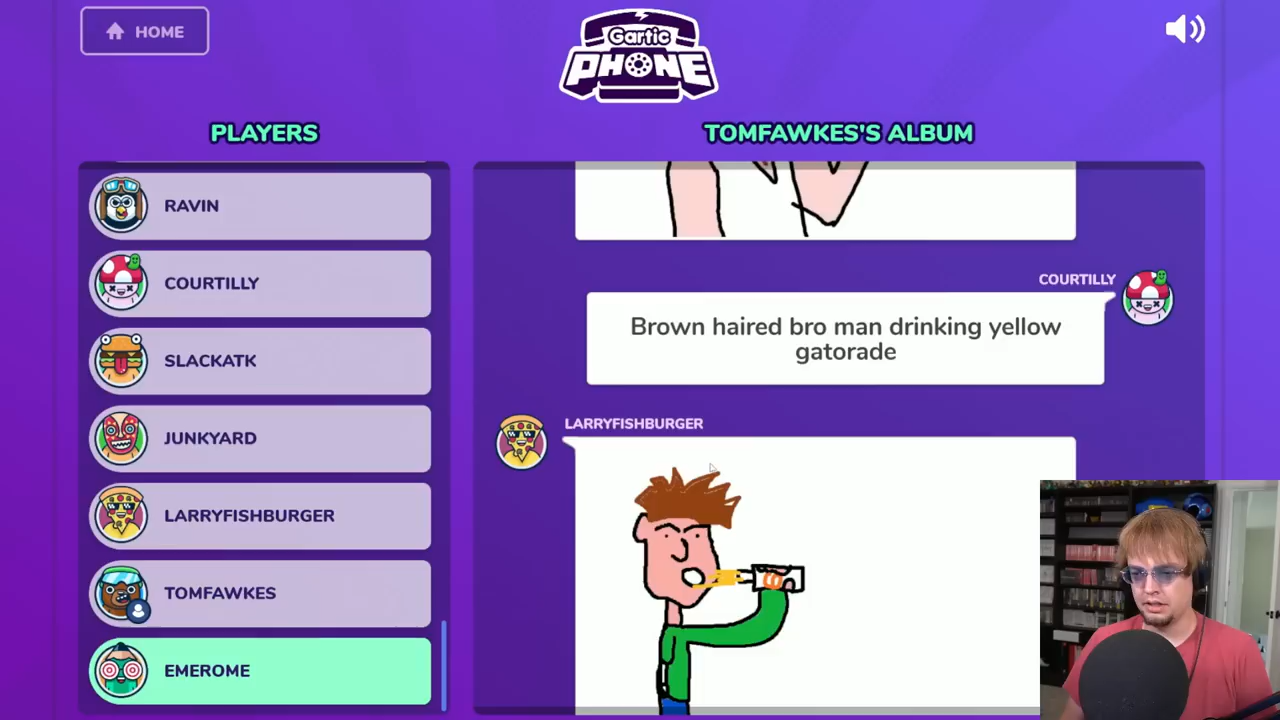 HOME
Gartic
PHONE
PLAYERS
TOMFAWKES'S ALBUM
RAVIN
COURTILLY
SLACKATK
JUNKYARD
LARRYFISHBURGER
TOMFAWKES
EMEROME
COURTILLY
Brown haired bro man drinking yellow
gatorade
LARRYFISHBURGER